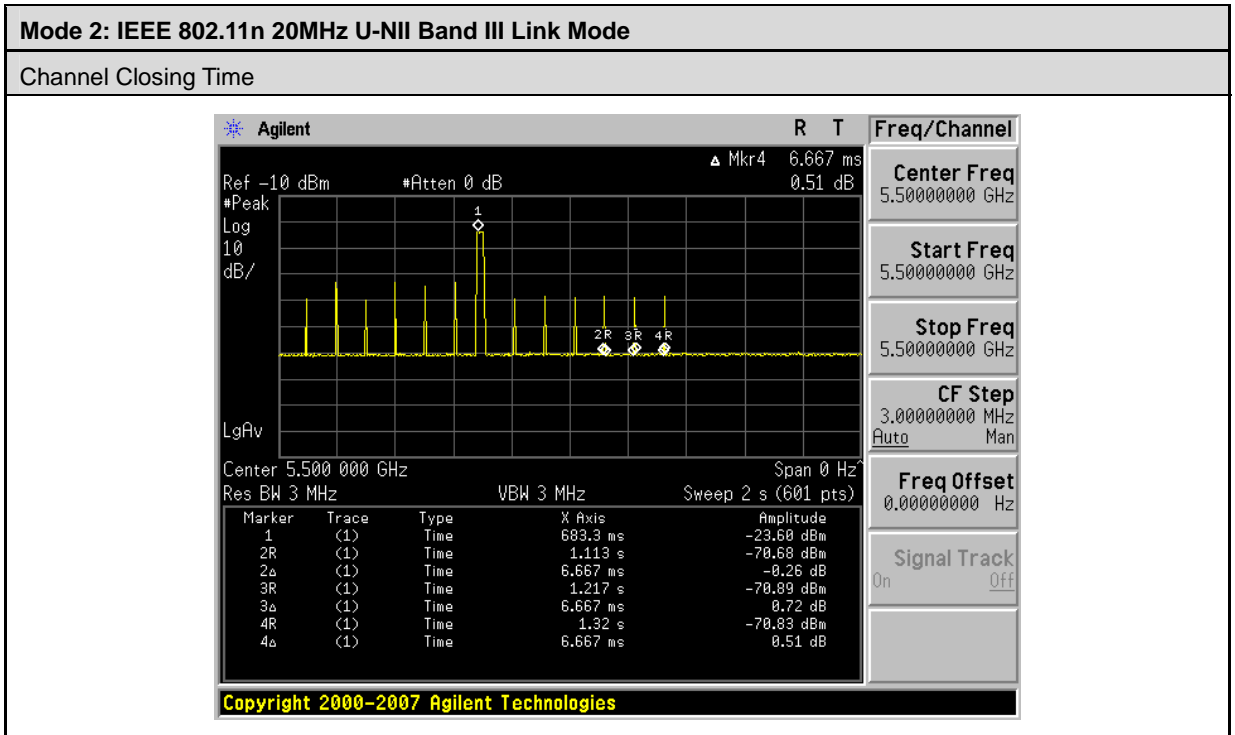 Mode 2: IEEE 802.11n 20MHz U-NII Band III Link Mode
Channel Closing Time
Agilent R T Freq/Channel
Δ Mkr4 6.667 ms
Ref -10 dBm #Atten 0 dB 0.51 dB
#Peak
Log
10
dB/
1
2R 3R 4R
LgAv
Center 5.500 000 GHz Span 0 Hz^
Res BW 3 MHz VBW 3 MHz Sweep 2 s (601 pts)
Marker Trace Type X Axis Amplitude
1 (1) Time 683.3 ms -23.60 dBm
2R (1) Time 1.113 s -70.68 dBm
2Δ (1) Time 6.667 ms -0.26 dB
3R (1) Time 1.217 s -70.89 dBm
3Δ (1) Time 6.667 ms 0.72 dB
4R (1) Time 1.32 s -70.83 dBm
4Δ (1) Time 6.667 ms 0.51 dB
Center Freq
5.50000000 GHz
Start Freq
5.50000000 GHz
Stop Freq
5.50000000 GHz
CF Step
3.00000000 MHz
Auto Man
Freq Offset
0.00000000 Hz
Signal Track
On Off
Copyright 2000-2007 Agilent Technologies